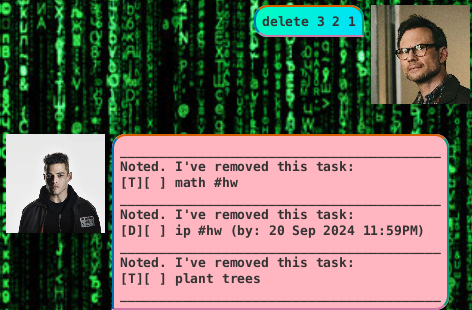 delete 3 2 1
Noted. I've removed this task:
[T][ ] math #hw
Noted. I've removed this task:
[D][ ] ip #hw (by: 20 Sep 2024 11:59PM)
Noted. I've removed this task:
[T][ ] plant trees